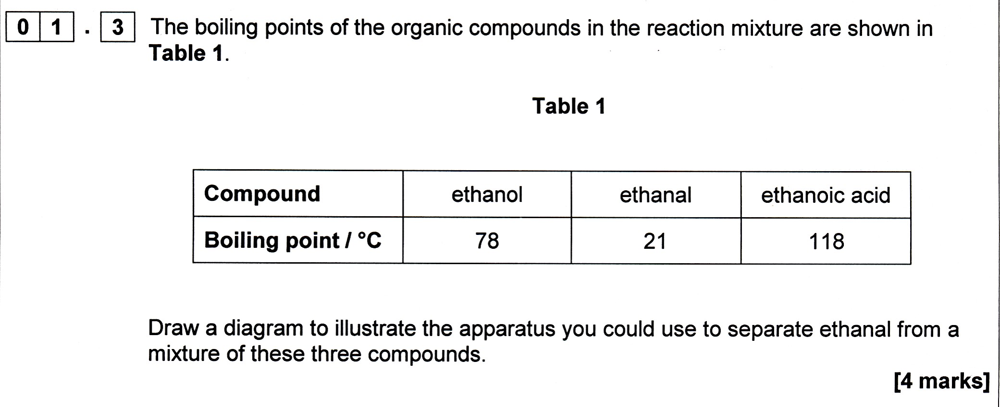 0 1 . 3 The boiling points of the organic compounds in the reaction mixture are shown in
Table 1.
Table 1
Compound ethanol ethanal ethanoic acid
Boiling point / °C 78 21 118
Draw a diagram to illustrate the apparatus you could use to separate ethanal from a
mixture of these three compounds.
[4 marks]